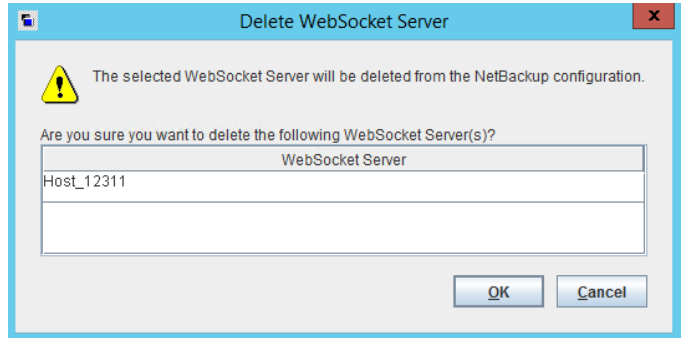 Delete WebSocket Server
x
The selected WebSocket Server will be deleted from the NetBackup configuration.
Are you sure you want to delete the following WebSocket Server(s)?
WebSocket Server
Host_12311
OK Cancel